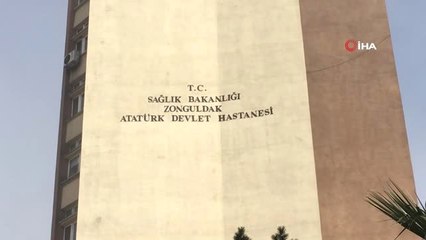 İHA
T.C.
SAĞLIK BAKANLIĞI
ZONGULDAK
ATATÜRK DEVLET HASTANESİ